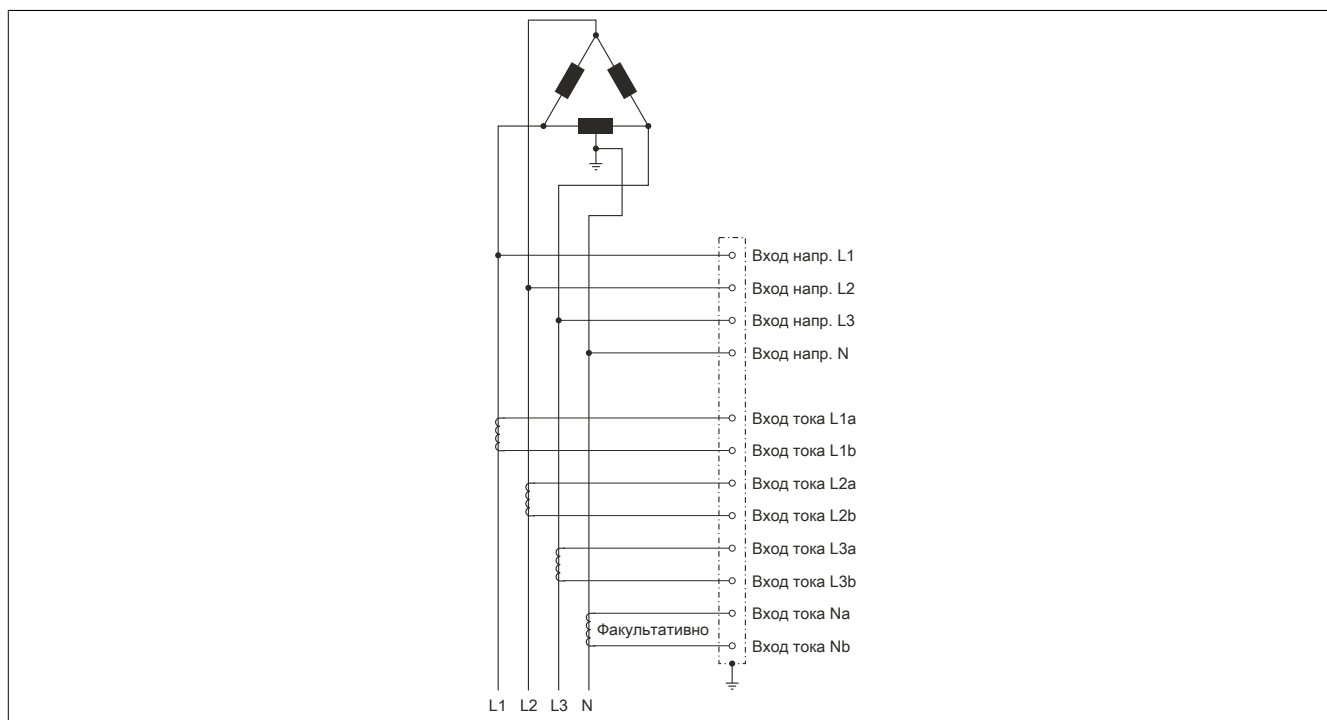 Вход напр. L1
Вход напр. L2
Вход напр. L3
Вход напр. N
Вход тока L1a
Вход тока L1b
Вход тока L2a
Вход тока L2b
Вход тока L3a
Вход тока L3b
Вход тока Na
Факультативно
Вход тока Nb
L1 L2 L3 N